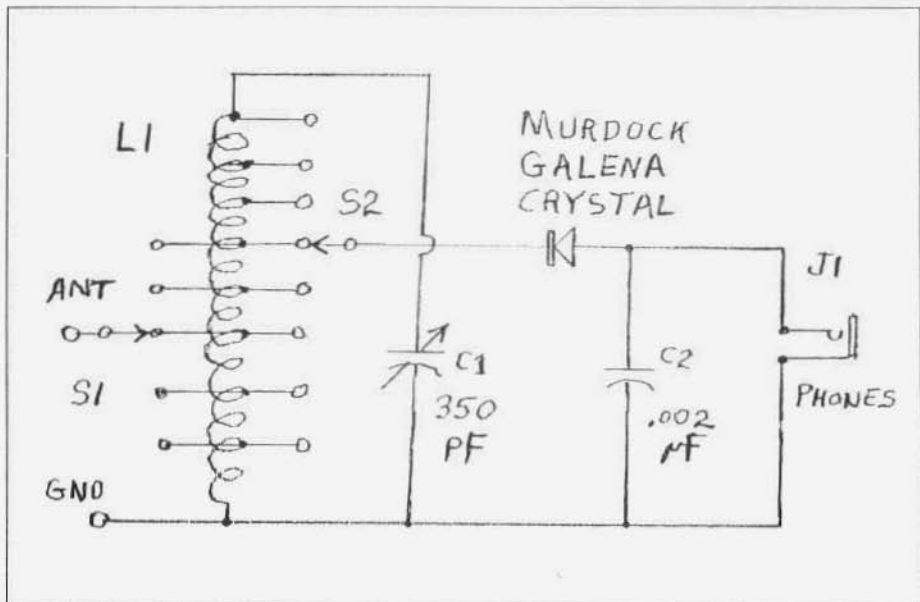 L1
MURDOCK
GALENA
CRYSTAL
S2
J1
ANT
C1
C2
S1
350
PF
.002
µF
PHONES
GND